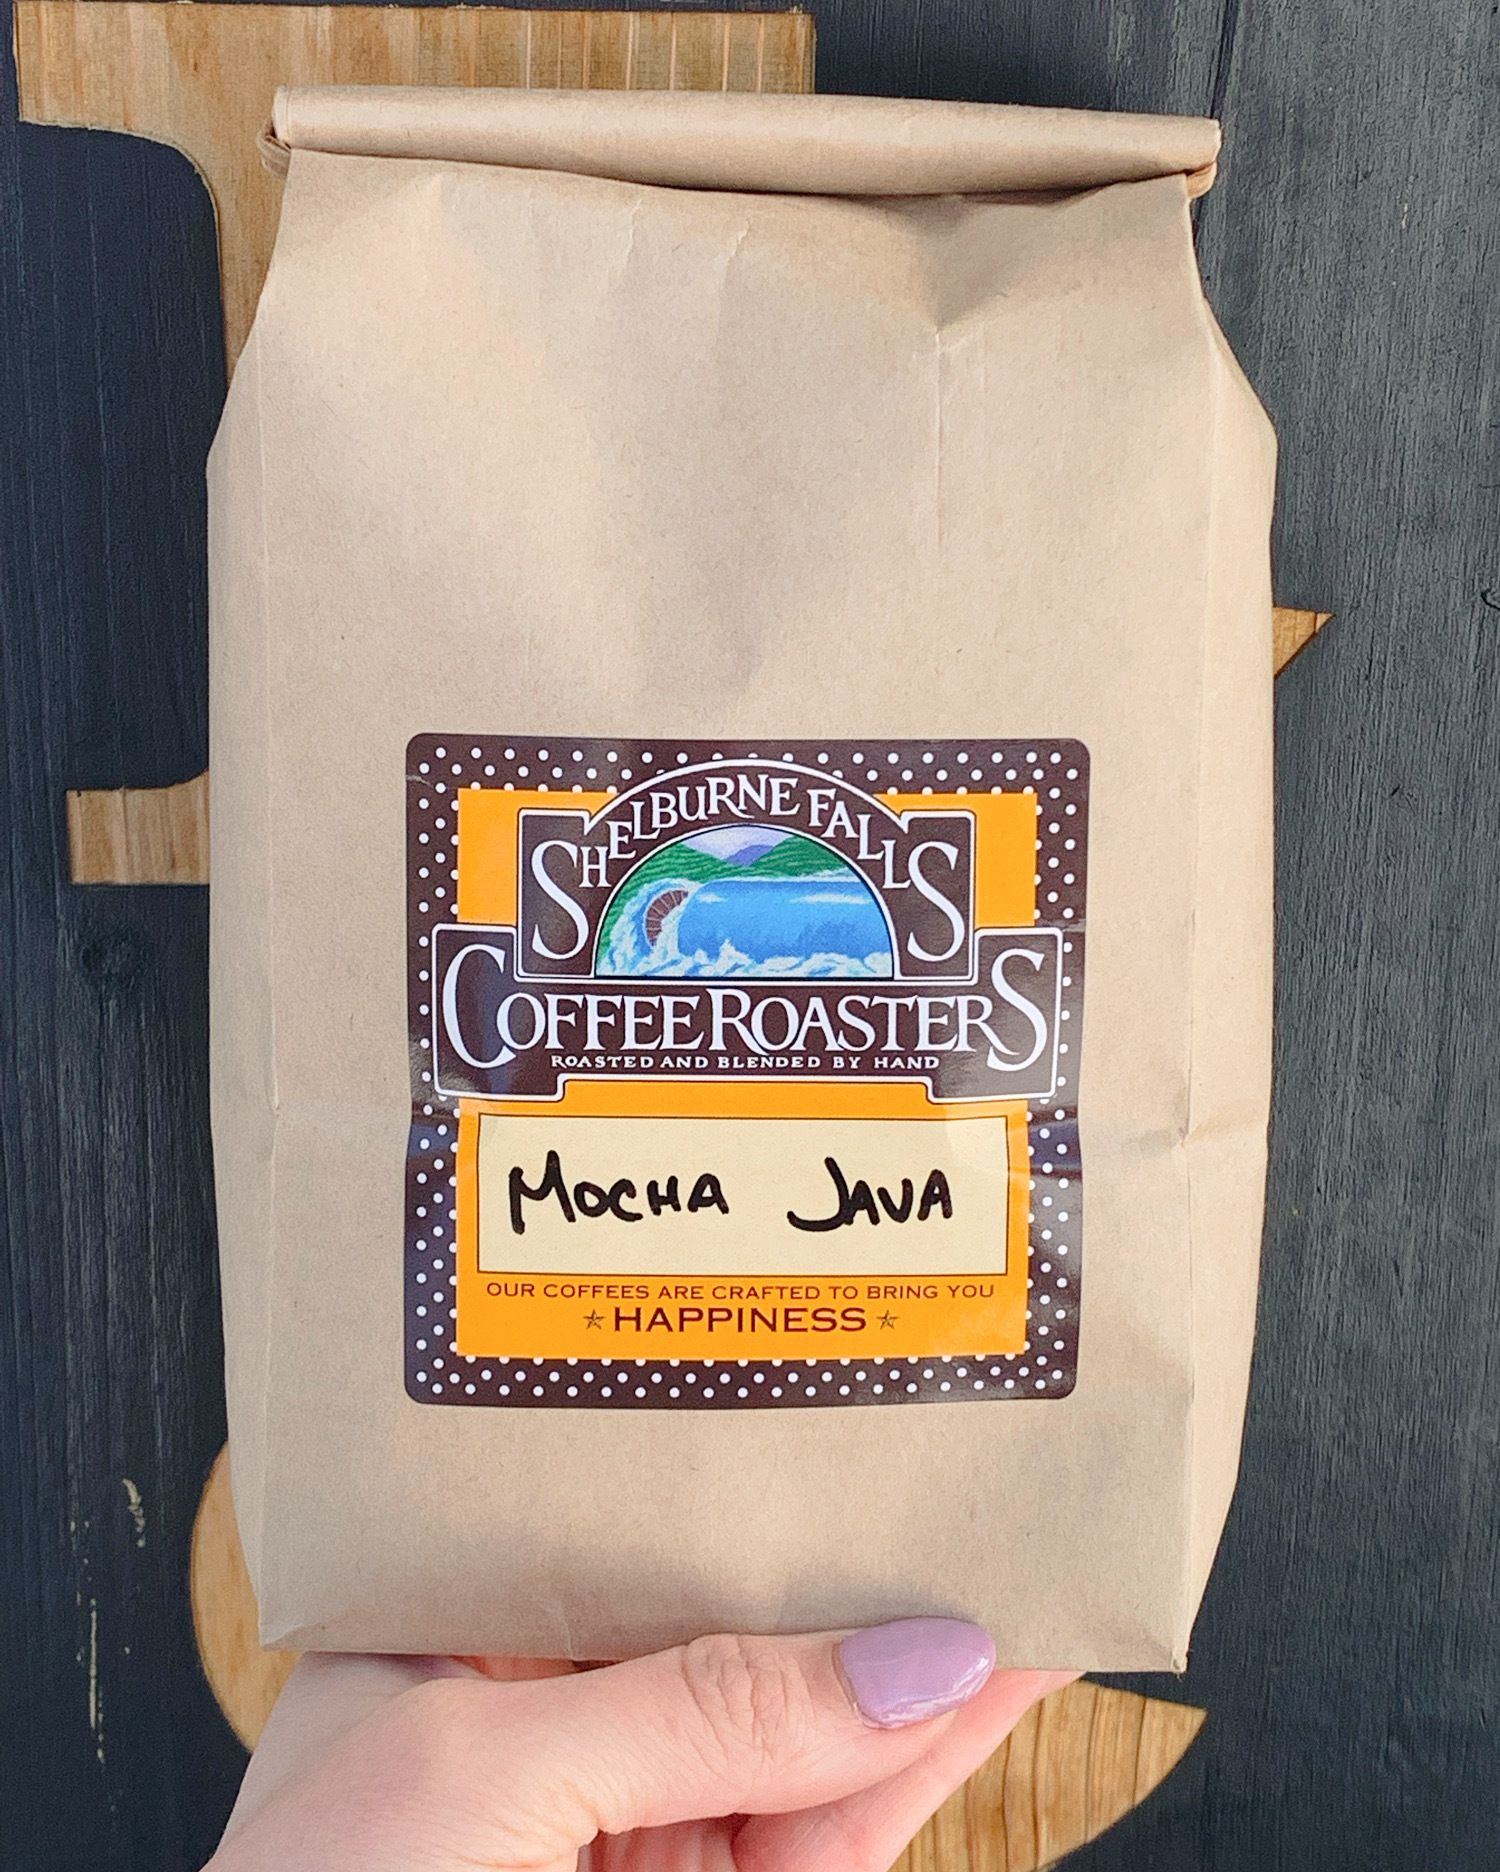 SHELBURNE FALLS
COFFEE ROASTERS
ROASTED AND BLENDED BY HAND
MOCHA JAVA
OUR COFFEES ARE CRAFTED TO BRING YOU
HAPPINESS